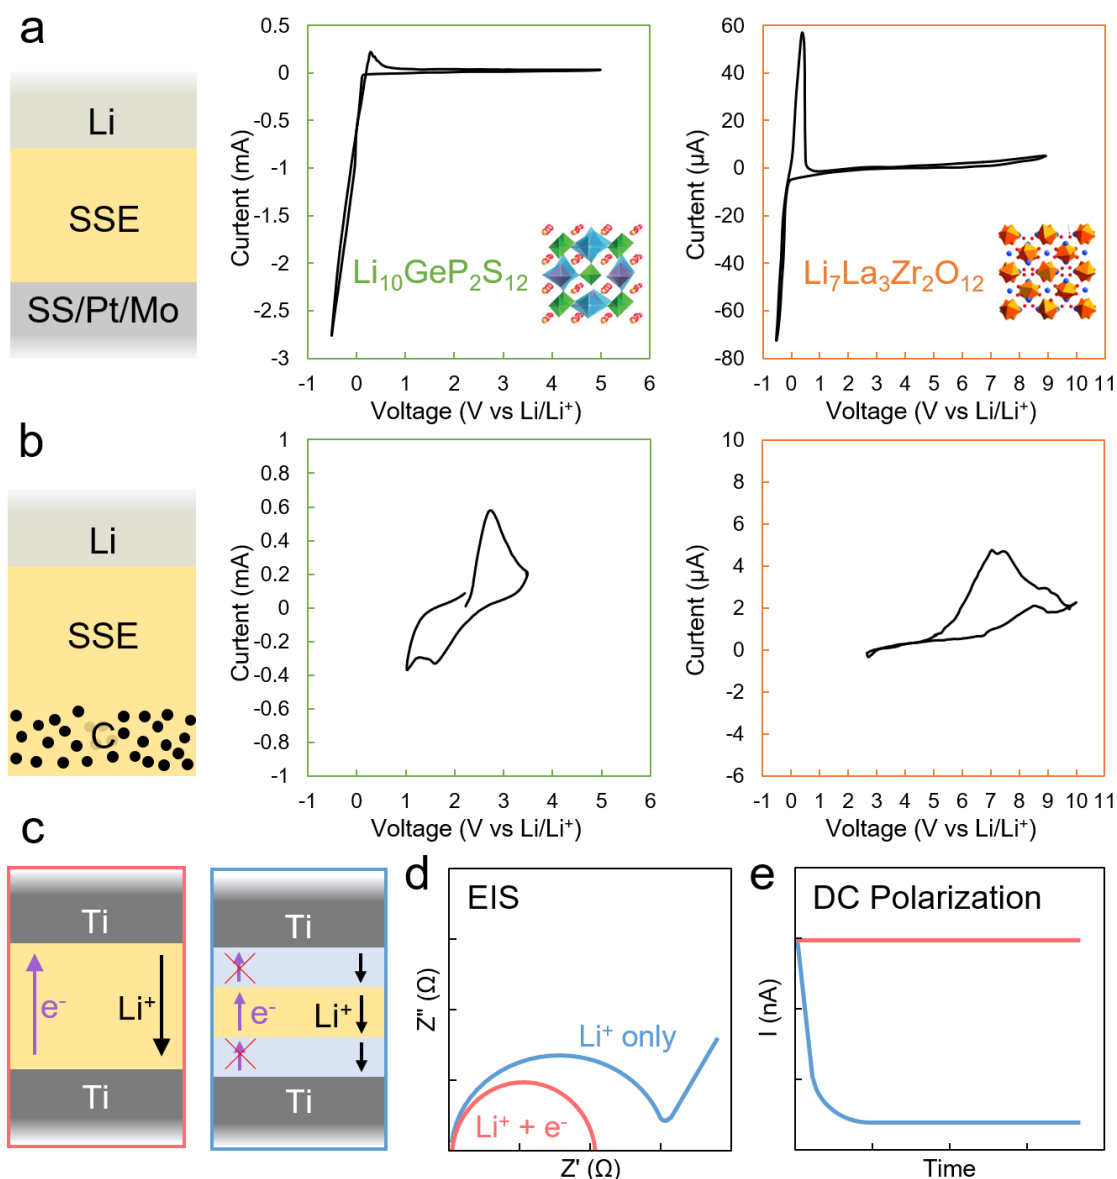 a
Li
SSE
SS/Pt/Mo
0.5
0
-0.5
-1
-1.5
-2
-2.5
-3
Curtent (mA)
Li₁₀GeP₂S₁₂
-1 0 1 2 3 4 5 6
Voltage (V vs Li/Li⁺)
60
40
20
0
-20
-40
-60
-80
Curtent (μA)
Li₇La₃Zr₂O₁₂
-1 0 1 2 3 4 5 6 7 8 9 10 11
Voltage (V vs Li/Li⁺)
b
Li
SSE
C
1
0.8
0.6
0.4
0.2
0
-0.2
-0.4
-0.6
-0.8
-1
Curtent (mA)
-1 0 1 2 3 4 5 6
Voltage (V vs Li/Li⁺)
10
8
6
4
2
0
-2
-4
-6
Curtent (μA)
-1 0 1 2 3 4 5 6 7 8 9 10 11
Voltage (V vs Li/Li⁺)
c
Ti
e⁻ Li⁺
Ti
Ti
e⁻ Li⁺
Ti
d
EIS
Z" (Ω)
Li⁺ only
Li⁺ + e⁻
Z' (Ω)
e
DC Polarization
I (nA)
Time